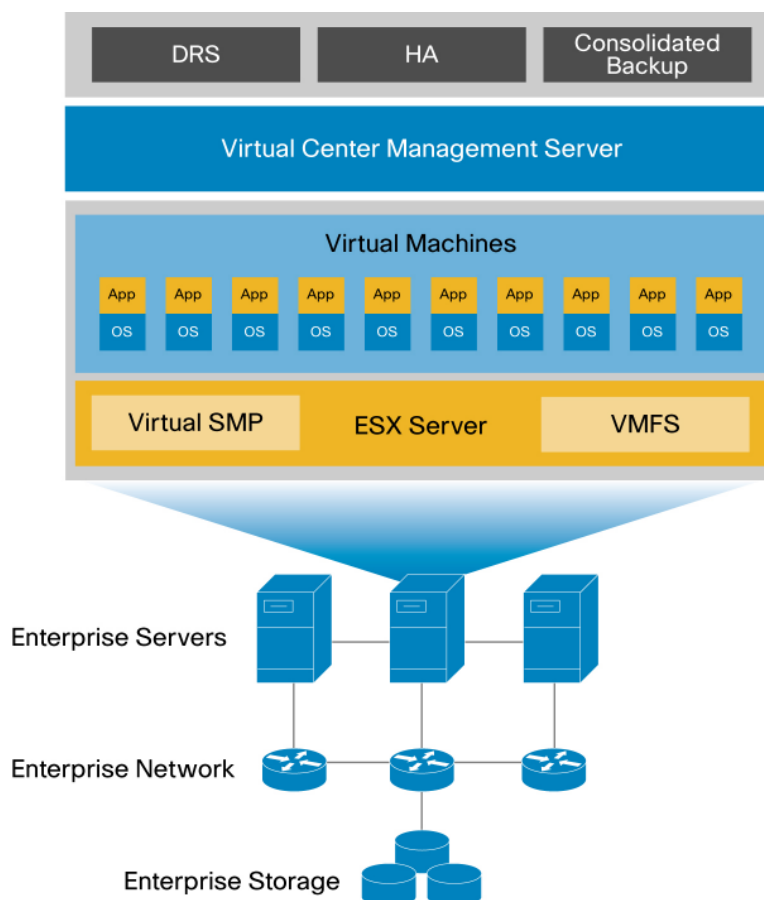 DRS
HA
Consolidated
Backup
Virtual Center Management Server
Virtual Machines
App App App App App App App App App App
OS OS OS OS OS OS OS OS OS OS
Virtual SMP
ESX Server
VMFS
Enterprise Servers
Enterprise Network
Enterprise Storage